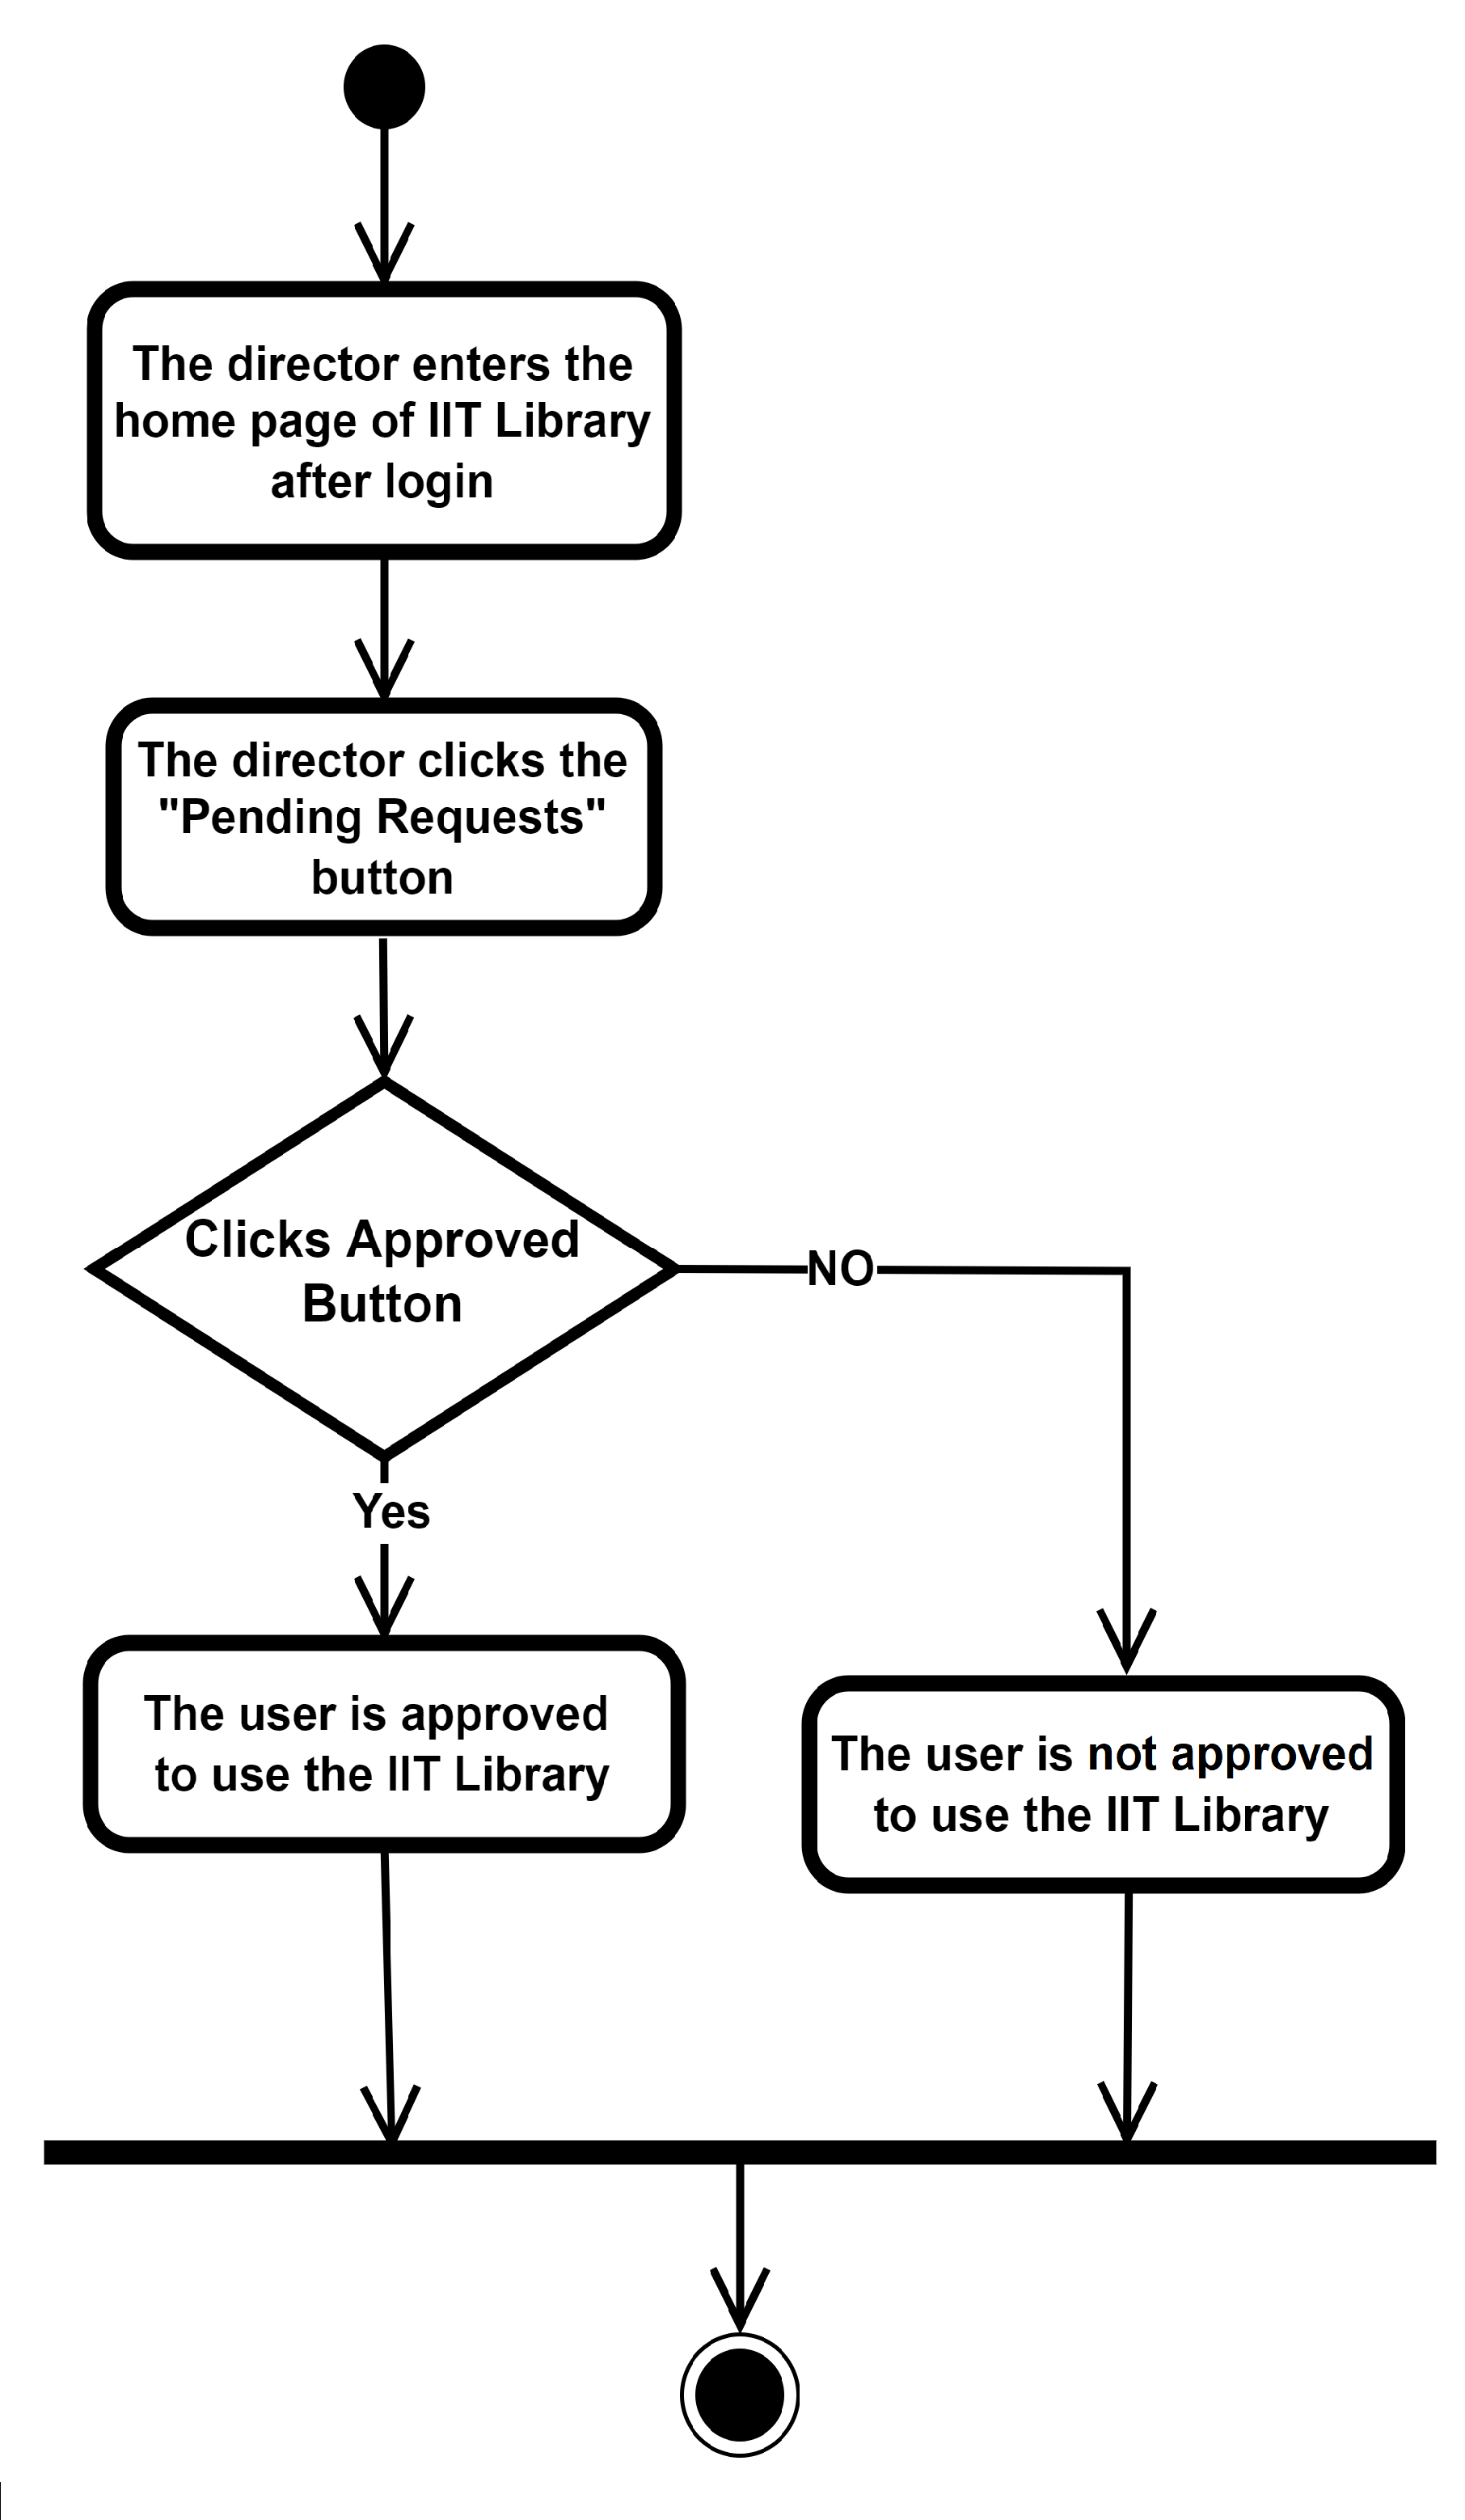 The director enters the
home page of IIT Library
after login
The director clicks the
"Pending Requests"
button
Clicks Approved
Button
NO
Yes
The user is approved
to use the IIT Library
The user is not approved
to use the IIT Library